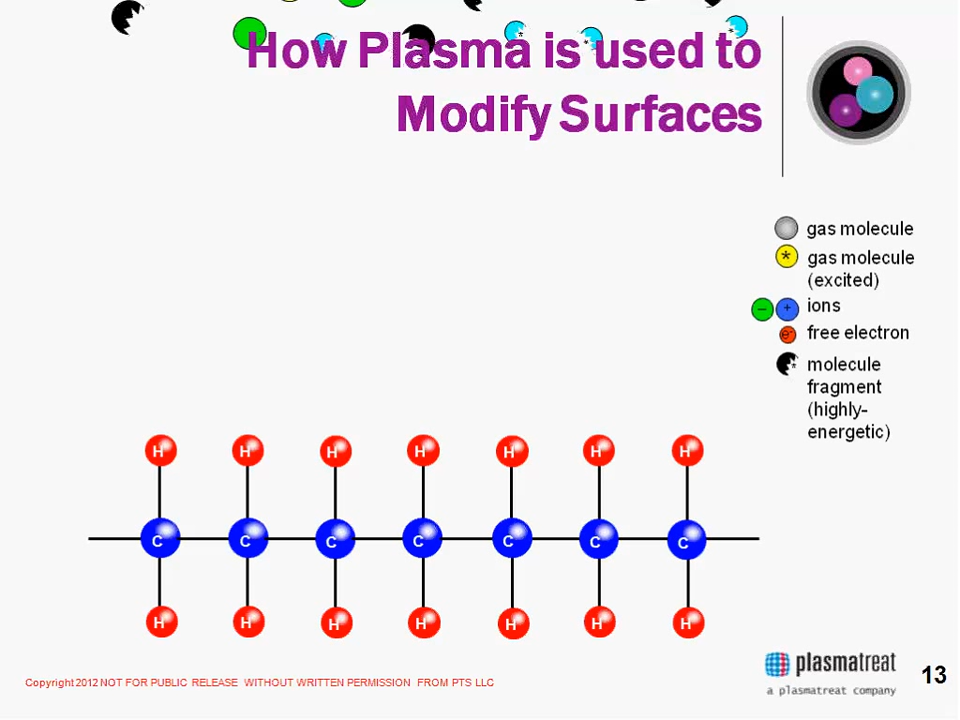 How Plasma is used to
Modify Surfaces
gas molecule
* gas molecule
(excited)
− + ions
e- free electron
* molecule
fragment
(highly-
energetic)
H H H H H H H
C C C C C C C
H H H H H H H
plasmatreat
a plasmatreat company
Copyright 2012 NOT FOR PUBLIC RELEASE WITHOUT WRITTEN PERMISSION FROM PTS LLC
13